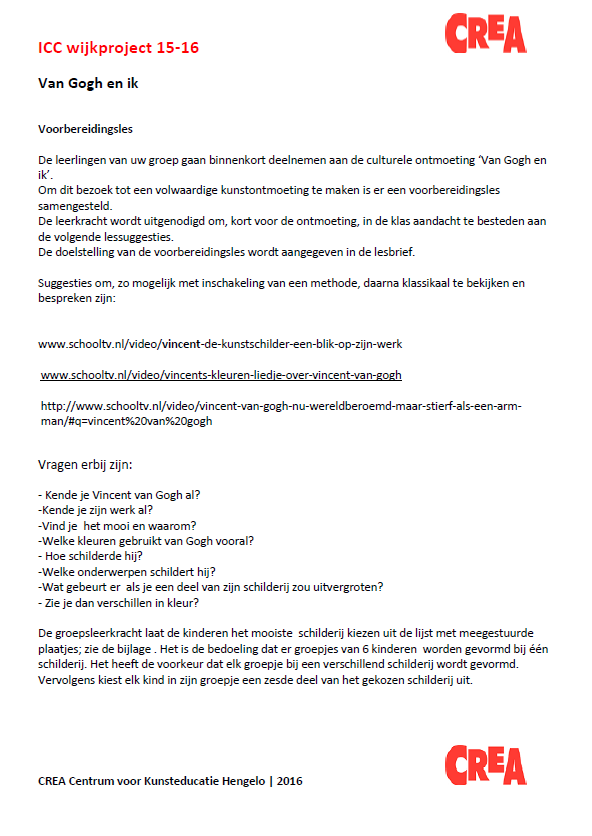 CREA
ICC wijkproject 15-16
Van Gogh en ik
Voorbereidingsles
De leerlingen van uw groep gaan binnenkort deelnemen aan de culturele ontmoeting ‘Van Gogh en
ik’.
Om dit bezoek tot een volwaardige kunstontmoeting te maken is er een voorbereidingsles
samengesteld.
De leerkracht wordt uitgenodigd om, kort voor de ontmoeting, in de klas aandacht te besteden aan
de volgende lessuggesties.
De doelstelling van de voorbereidingsles wordt aangegeven in de lesbrief.
Suggesties om, zo mogelijk met inschakeling van een methode, daarna klassikaal te bekijken en
bespreken zijn:
www.schooltv.nl/video/vincent-de-kunstschilder-een-blik-op-zijn-werk
www.schooltv.nl/video/vincents-kleuren-liedje-over-vincent-van-gogh
http://www.schooltv.nl/video/vincent-van-gogh-nu-wereldberoemd-maar-stierf-als-een-arm-
man/#q=vincent%20van%20gogh
Vragen erbij zijn:
- Kende je Vincent van Gogh al?
-Kende je zijn werk al?
-Vind je  het mooi en waarom?
-Welke kleuren gebruikt van Gogh vooral?
- Hoe schilderde hij?
-Welke onderwerpen schildert hij?
-Wat gebeurt er  als je een deel van zijn schilderij zou uitvergroten?
- Zie je dan verschillen in kleur?
De groepsleerkracht laat de kinderen het mooiste  schilderij kiezen uit de lijst met meegestuurde
plaatjes; zie de bijlage . Het is de bedoeling dat er groepjes van 6 kinderen  worden gevormd bij één
schilderij. Het heeft de voorkeur dat elk groepje bij een verschillend schilderij wordt gevormd.
Vervolgens kiest elk kind in zijn groepje een zesde deel van het gekozen schilderij uit.
CREA
CREA Centrum voor Kunsteducatie Hengelo | 2016